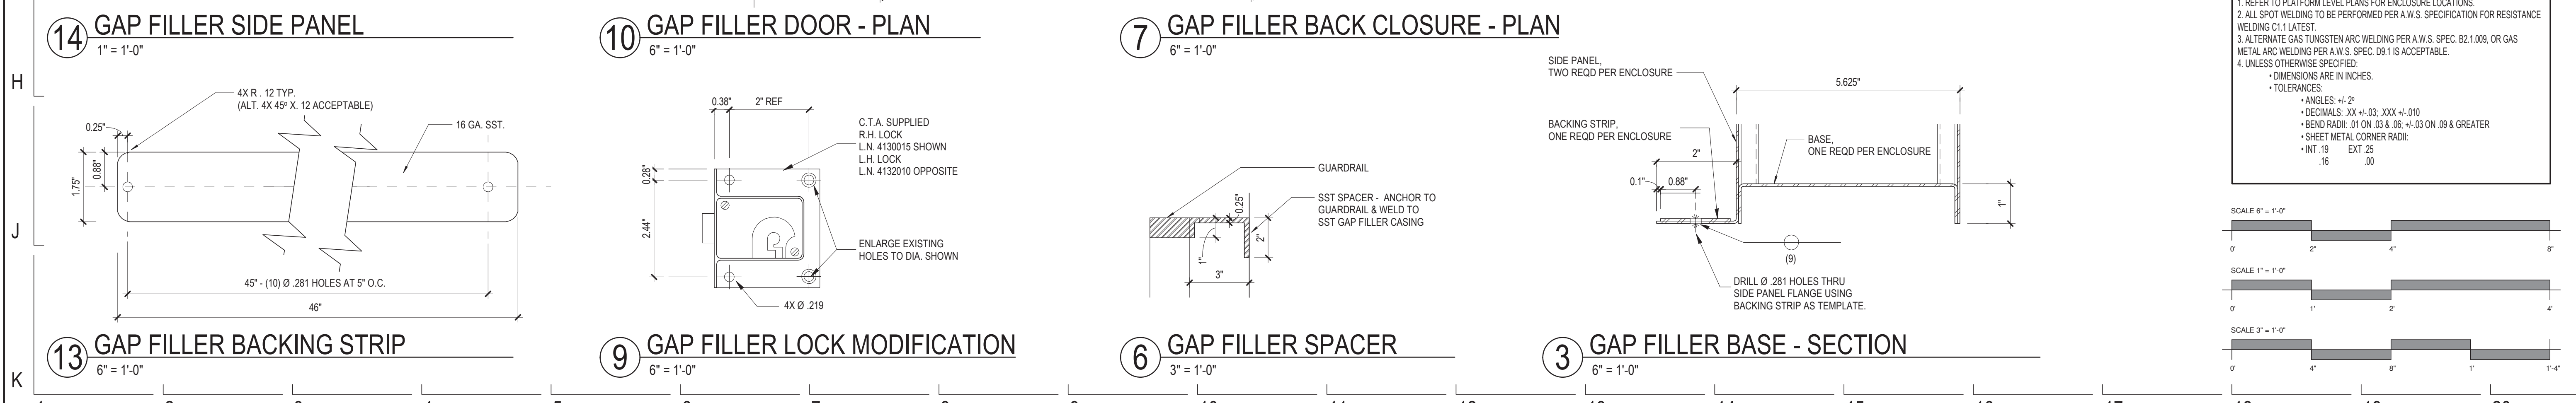 14 GAP FILLER SIDE PANEL
1" = 1'-0"
10 GAP FILLER DOOR - PLAN
6" = 1'-0"
7 GAP FILLER BACK CLOSURE - PLAN
6" = 1'-0"
1. REFER TO PLATFORM LEVEL PLANS FOR ENCLOSURE LOCATIONS.
2. ALL SPOT WELDING TO BE PERFORMED PER A.W.S. SPECIFICATION FOR RESISTANCE
WELDING C1.1 LATEST.
3. ALTERNATE GAS TUNGSTEN ARC WELDING PER A.W.S. SPEC. B2.1.009, OR GAS
METAL ARC WELDING PER A.W.S. SPEC. D9.1 IS ACCEPTABLE.
4. UNLESS OTHERWISE SPECIFIED:
• DIMENSIONS ARE IN INCHES.
• TOLERANCES:
• ANGLES: +/- 2º
• DECIMALS: .XX +/-.03; .XXX +/-.010
• BEND RADII: .01 ON .03 & .06; +/-.03 ON .09 & GREATER
• SHEET METAL CORNER RADII:
• INT .19 EXT .25
.16 .00
H
J
K
4X R . 12 TYP.
(ALT. 4X 45º X. 12 ACCEPTABLE)
16 GA. SST.
0.25"
0.88"
1.75"
45" - (10) Ø .281 HOLES AT 5" O.C.
46"
13 GAP FILLER BACKING STRIP
6" = 1'-0"
0.38"
2" REF
C.T.A. SUPPLIED
R.H. LOCK
L.N. 4130015 SHOWN
L.H. LOCK
L.N. 4132010 OPPOSITE
0.28"
2.44"
ENLARGE EXISTING
HOLES TO DIA. SHOWN
4X Ø .219
9 GAP FILLER LOCK MODIFICATION
6" = 1'-0"
GUARDRAIL
SST SPACER - ANCHOR TO
GUARDRAIL & WELD TO
SST GAP FILLER CASING
0.25"
2"
1"
3"
6 GAP FILLER SPACER
3" = 1'-0"
SIDE PANEL,
TWO REQD PER ENCLOSURE
5.625"
BACKING STRIP,
ONE REQD PER ENCLOSURE
BASE,
ONE REQD PER ENCLOSURE
2"
0.1"
0.88"
1"
(9)
DRILL Ø .281 HOLES THRU
SIDE PANEL FLANGE USING
BACKING STRIP AS TEMPLATE.
3 GAP FILLER BASE - SECTION
6" = 1'-0"
SCALE 6" = 1'-0"
0' 2" 4" 8"
SCALE 1" = 1'-0"
0' 1' 2' 4'
SCALE 3" = 1'-0"
0' 4" 8" 1' 1'-4"